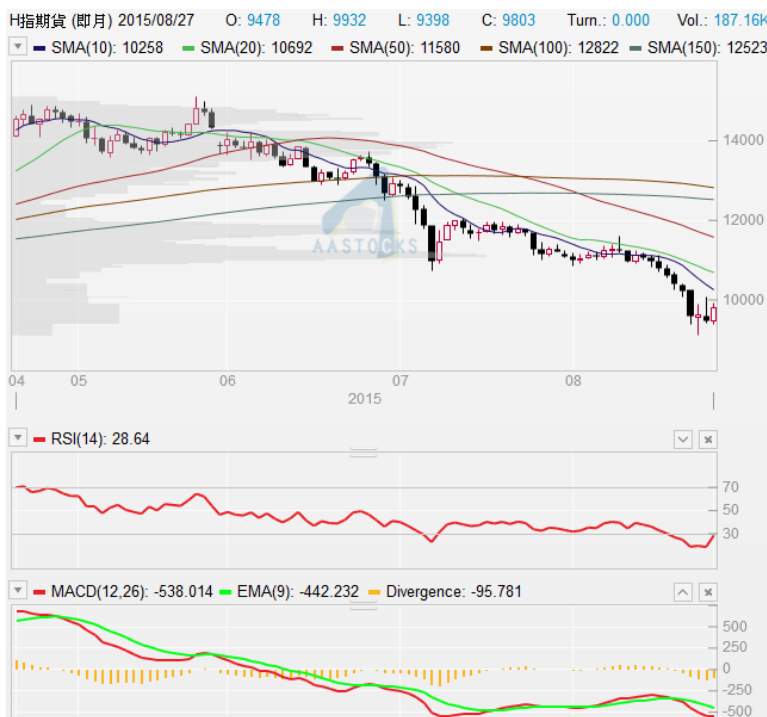 H指期貨 (即月) 2015/08/27 O: 9478 H: 9932 L: 9398 C: 9803 Turn.: 0.000 Vol.: 187.16K
SMA(10): 10258 SMA(20): 10692 SMA(50): 11580 SMA(100): 12822 SMA(150): 12523
14000
12000
AASTOCKS
10000
04 05 06 07 08
2015
RSI(14): 28.64
70
50
30
MACD(12,26): -538.014 EMA(9): -442.232 Divergence: -95.781
500
250
0
-250
-500